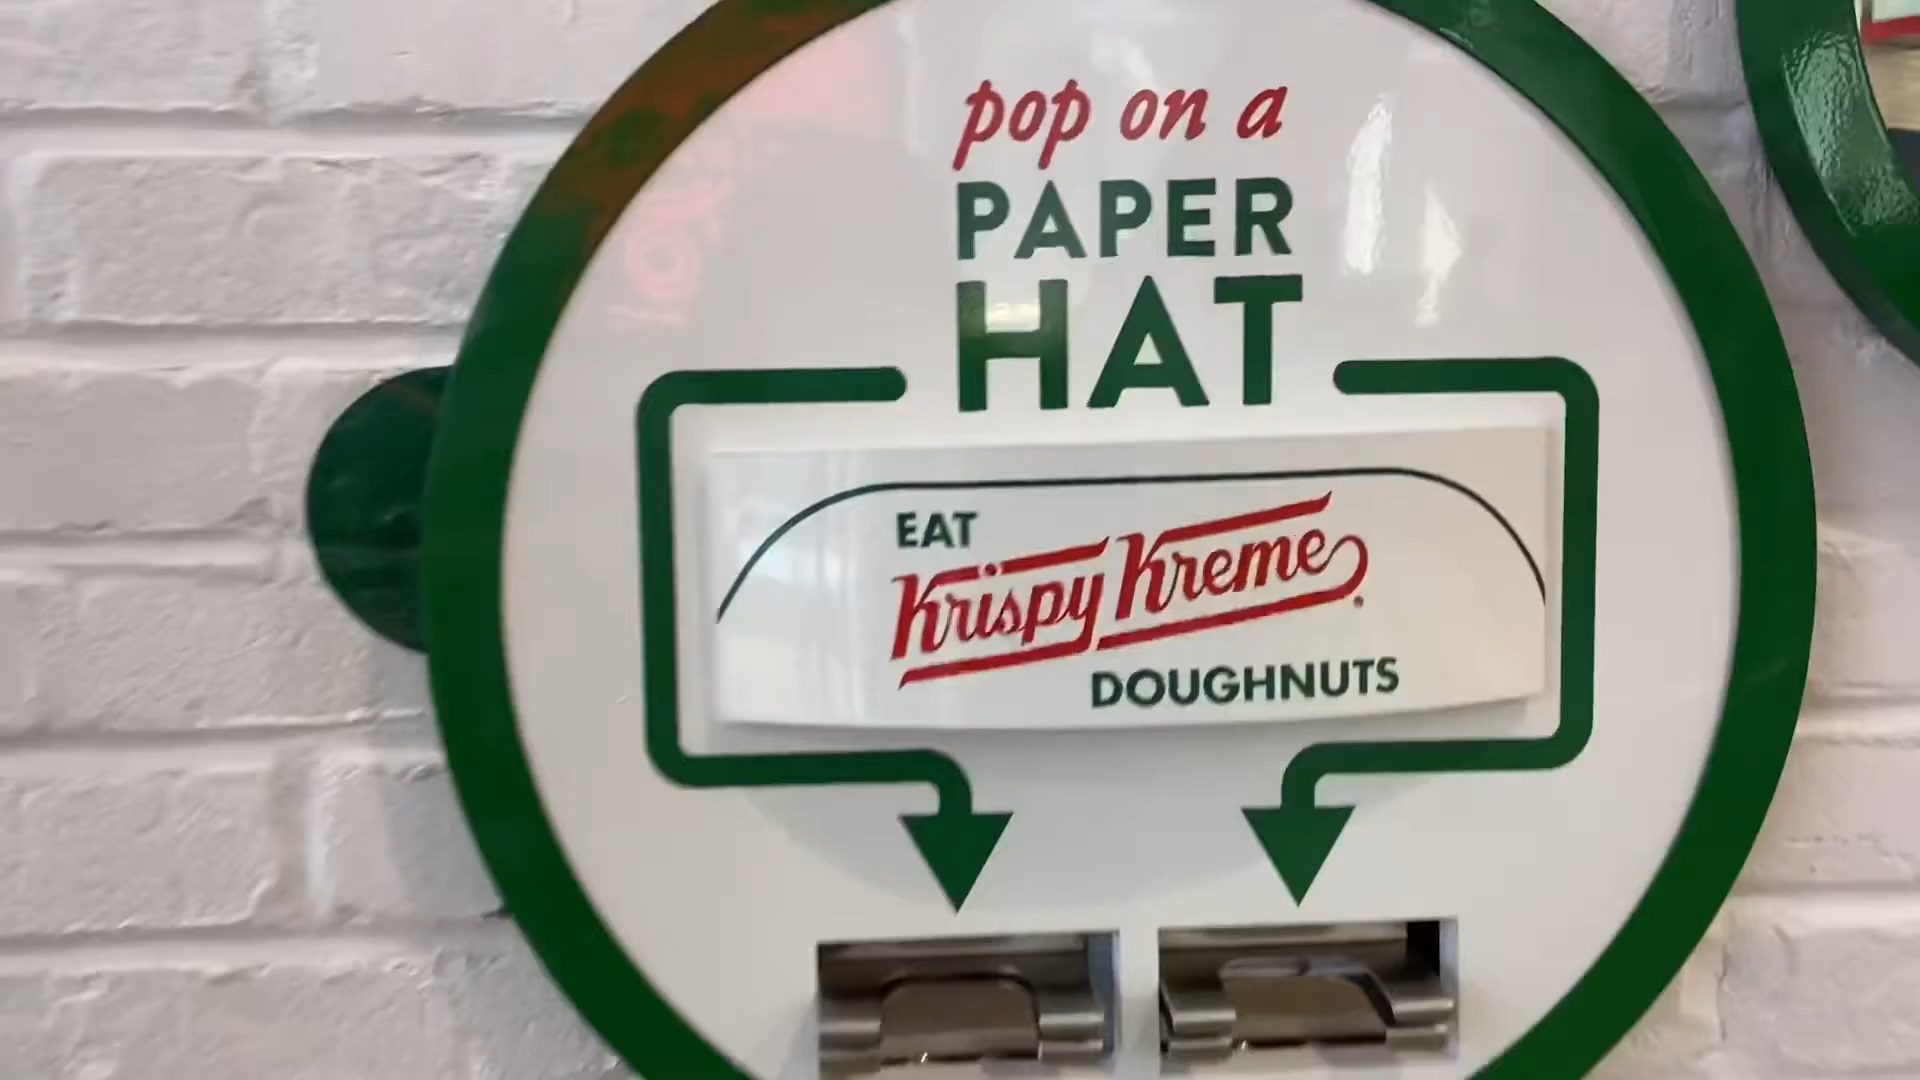 pop on a
PAPER
HAT
EAT
Krispy Kreme
DOUGHNUTS